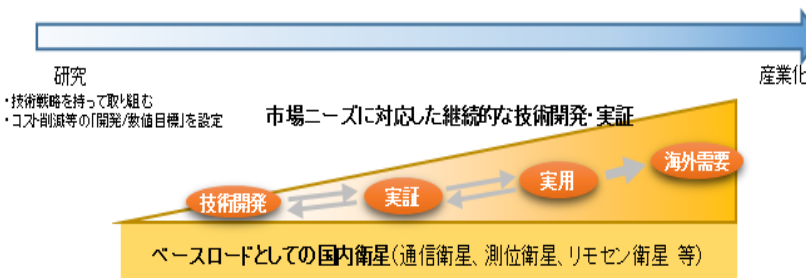 研究
産業化
・技術戦略を持って取り組む
・コスト削減等の「開発/数値目標」を設定
市場ニーズに対応した継続的な技術開発・実証
技術開発
実証
実用
海外需要
ベースロードとしての国内衛星(通信衛星、測位衛星、リモセン衛星 等)